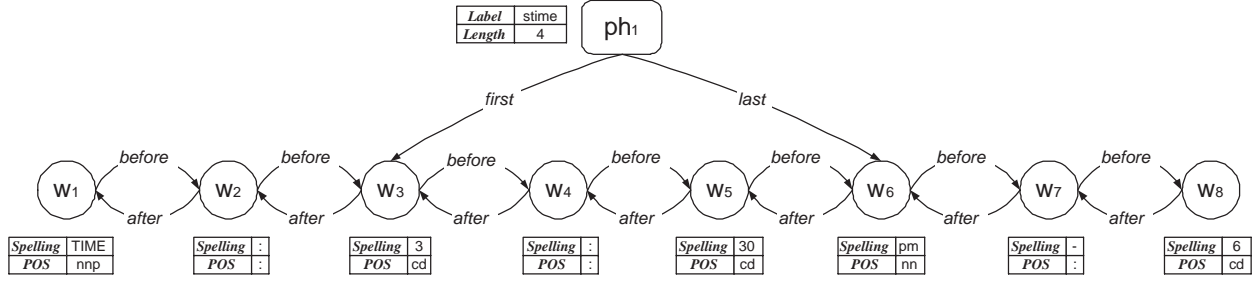 Label stime
Length 4
ph1
first last
before before before before before before before
w1 w2 w3 w4 w5 w6 w7 w8
after after after after after after after
Spelling TIME Spelling : Spelling 3 Spelling : Spelling 30 Spelling pm Spelling - Spelling 6
POS nnp POS : POS cd POS : POS cd POS nn POS : POS cd